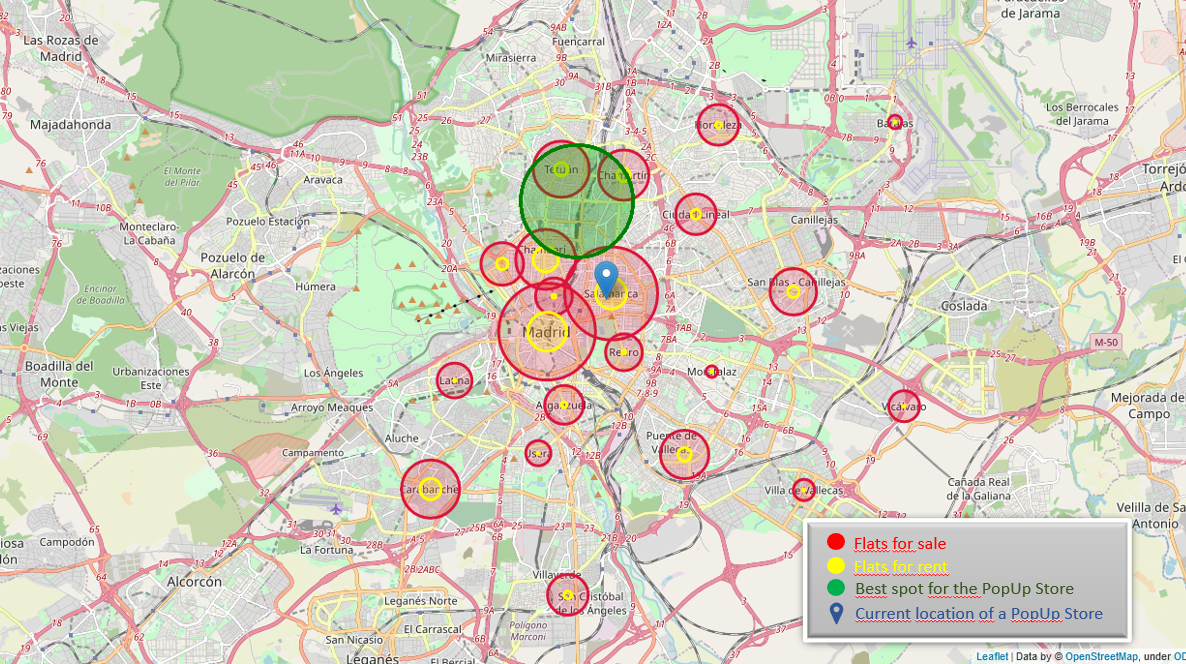 Las Rozas de
Madrid
Fuencarral
Mirasierra
de Jarama
Majadahonda
Los Berrocales
del Jarama
Barajas
Hortaleza
Monte
del Pilar
Aravaca
Tetuán
Chamartín
Ciudad Lineal
Canillejas
Pozuelo Estación
Montecarlo-
La Cabaña
Pozuelo de
Alarcón
Húmera
Chamberí
Encinar
de Boadilla
Salamanca
San Blas - Canillejas
Coslada
Madrid
M-50
Retiro
Boadilla del
Monte
Urbanizaciones
Este
Los Ángeles
Latina
Moratalaz
Arroyo Meaques
Arganzuela
Vicálvaro
Mejorada del
Campo
Aluche
Campamento
Usera
Puente de
Vallecas
Carabanchel
Villa de Vallecas
Cañada Real
de la Galiana
Velilla de Sa
Antonio
Campodón
La Fortuna
Alcorcón
Villaverde
San Cristóbal
de los Ángeles
Leganés Norte
El Carrascal
Polígono
Marconi
San Nicasio
Leganés
El Bercial
Flats for sale
Flats for rent
Best spot for the PopUp Store
Current location of a PopUp Store
Leaflet | Data by © OpenStreetMap, under OD